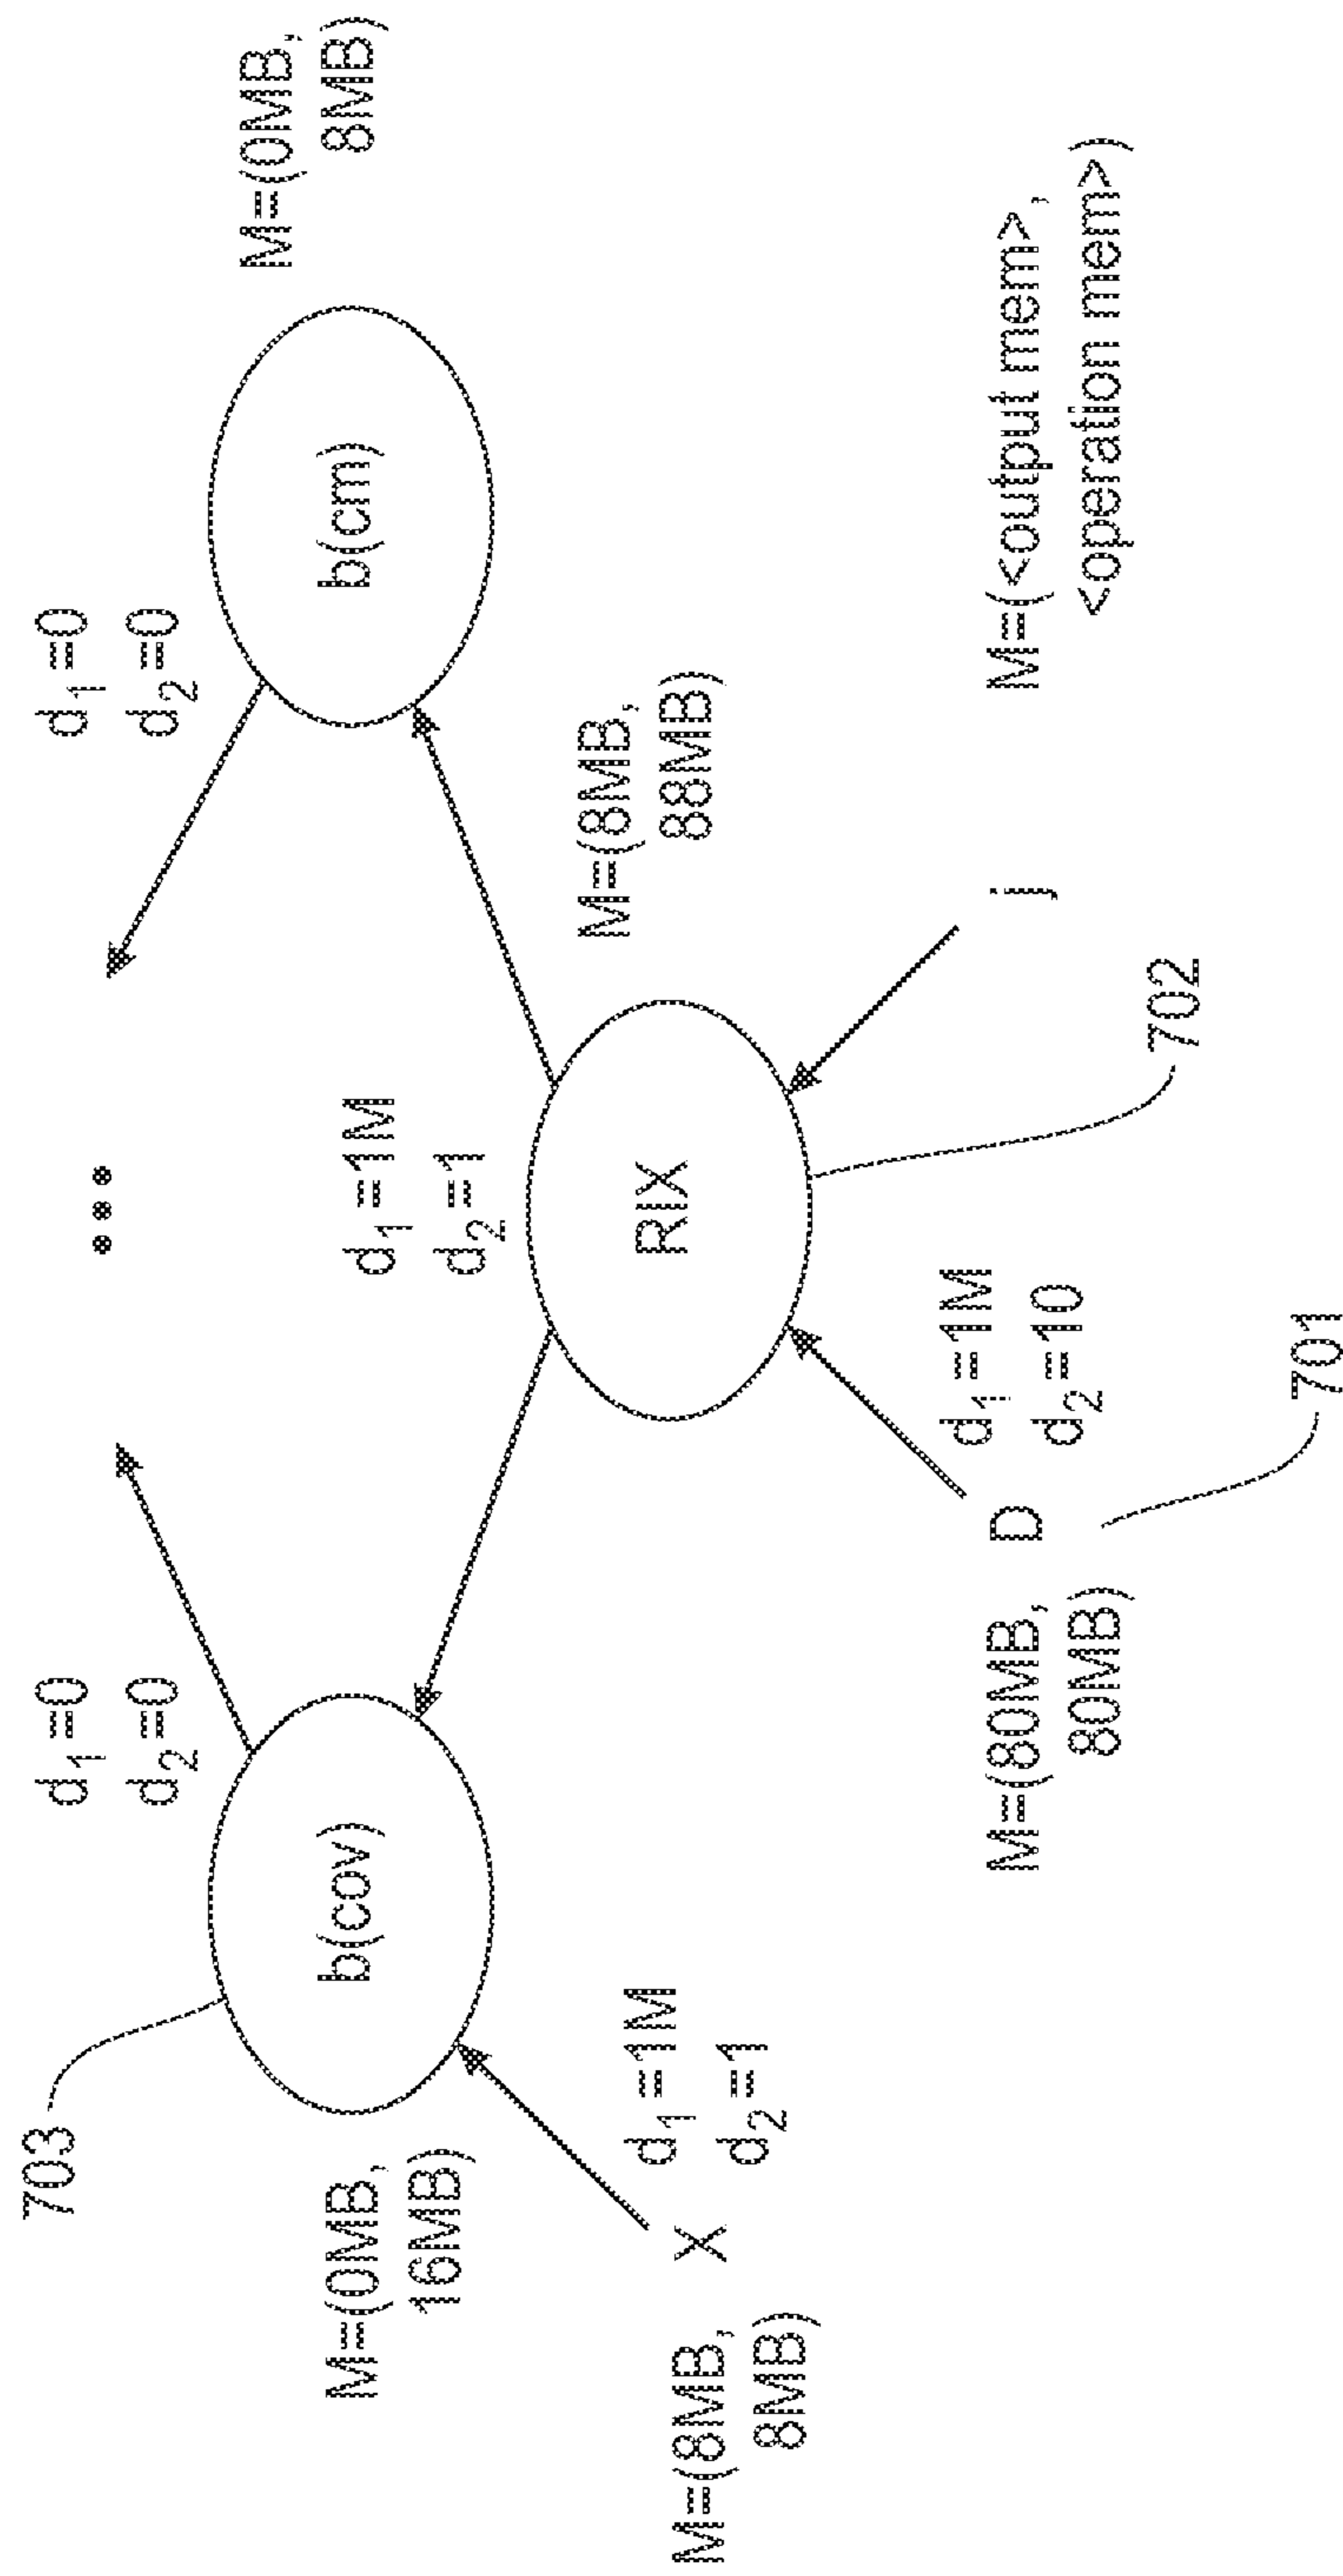 703
d1=0
d2=0
...
d1=0
d2=0
M=(0MB,
16MB)
b(cov)
d1=1M
d2=1
b(cm)
M=(0MB,
8MB)
M=(8MB,
8MB)
X
d1=1M
d2=1
RIX
M=(8MB,
88MB)
M=(80MB,
80MB)
D
d1=1M
d2=10
j
M=(<output mem>,
<operation mem>)
701
702